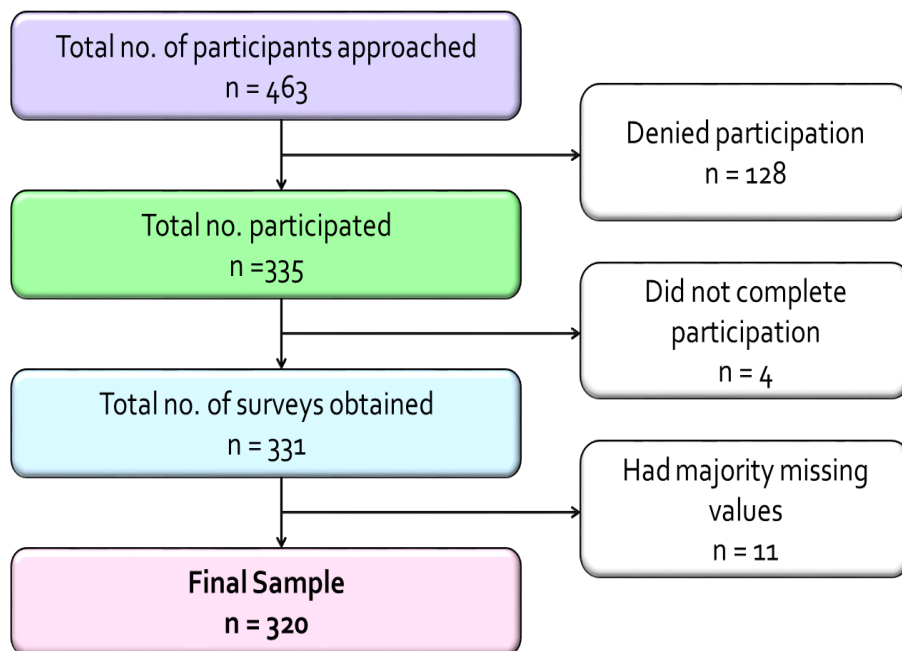 Total no. of participants approached
n = 463
Denied participation
n = 128
Total no. participated
n =335
Did not complete
participation
n = 4
Total no. of surveys obtained
n = 331
Had majority missing
values
n = 11
Final Sample
n = 320